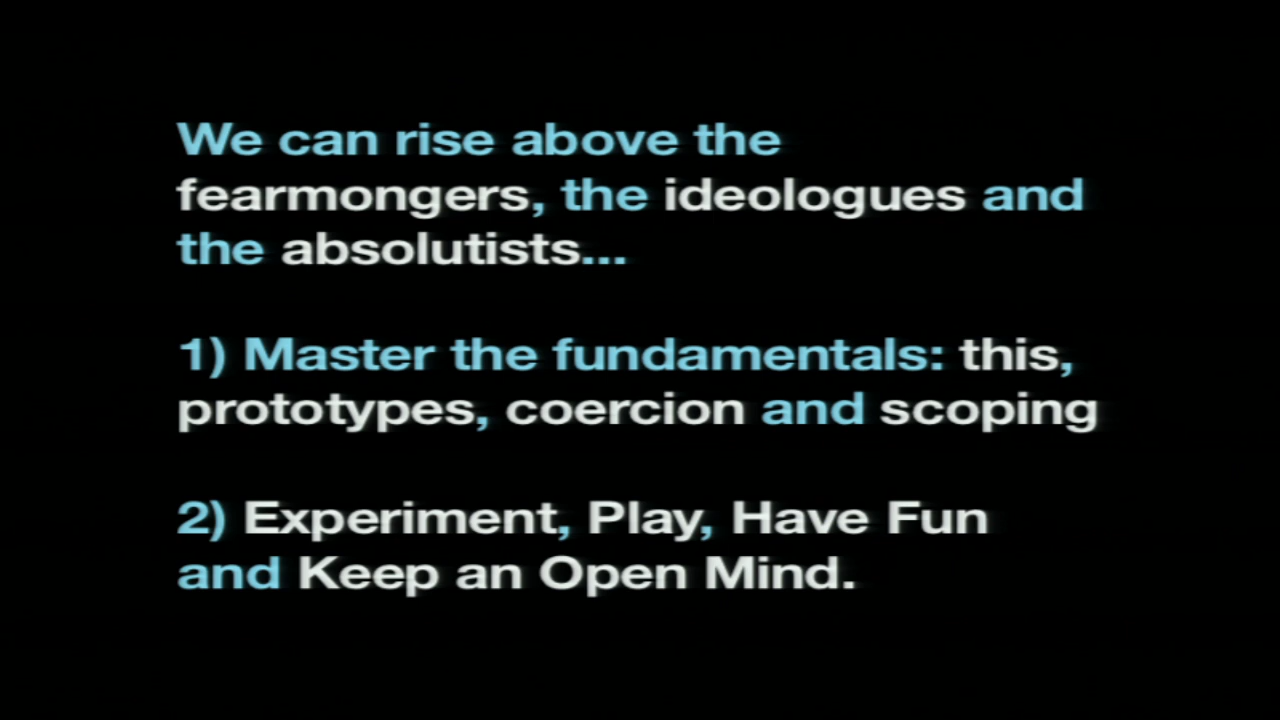 We can rise above the
fearmongers, the ideologues and
the absolutists...
1) Master the fundamentals: this,
prototypes, coercion and scoping
2) Experiment, Play, Have Fun
and Keep an Open Mind.